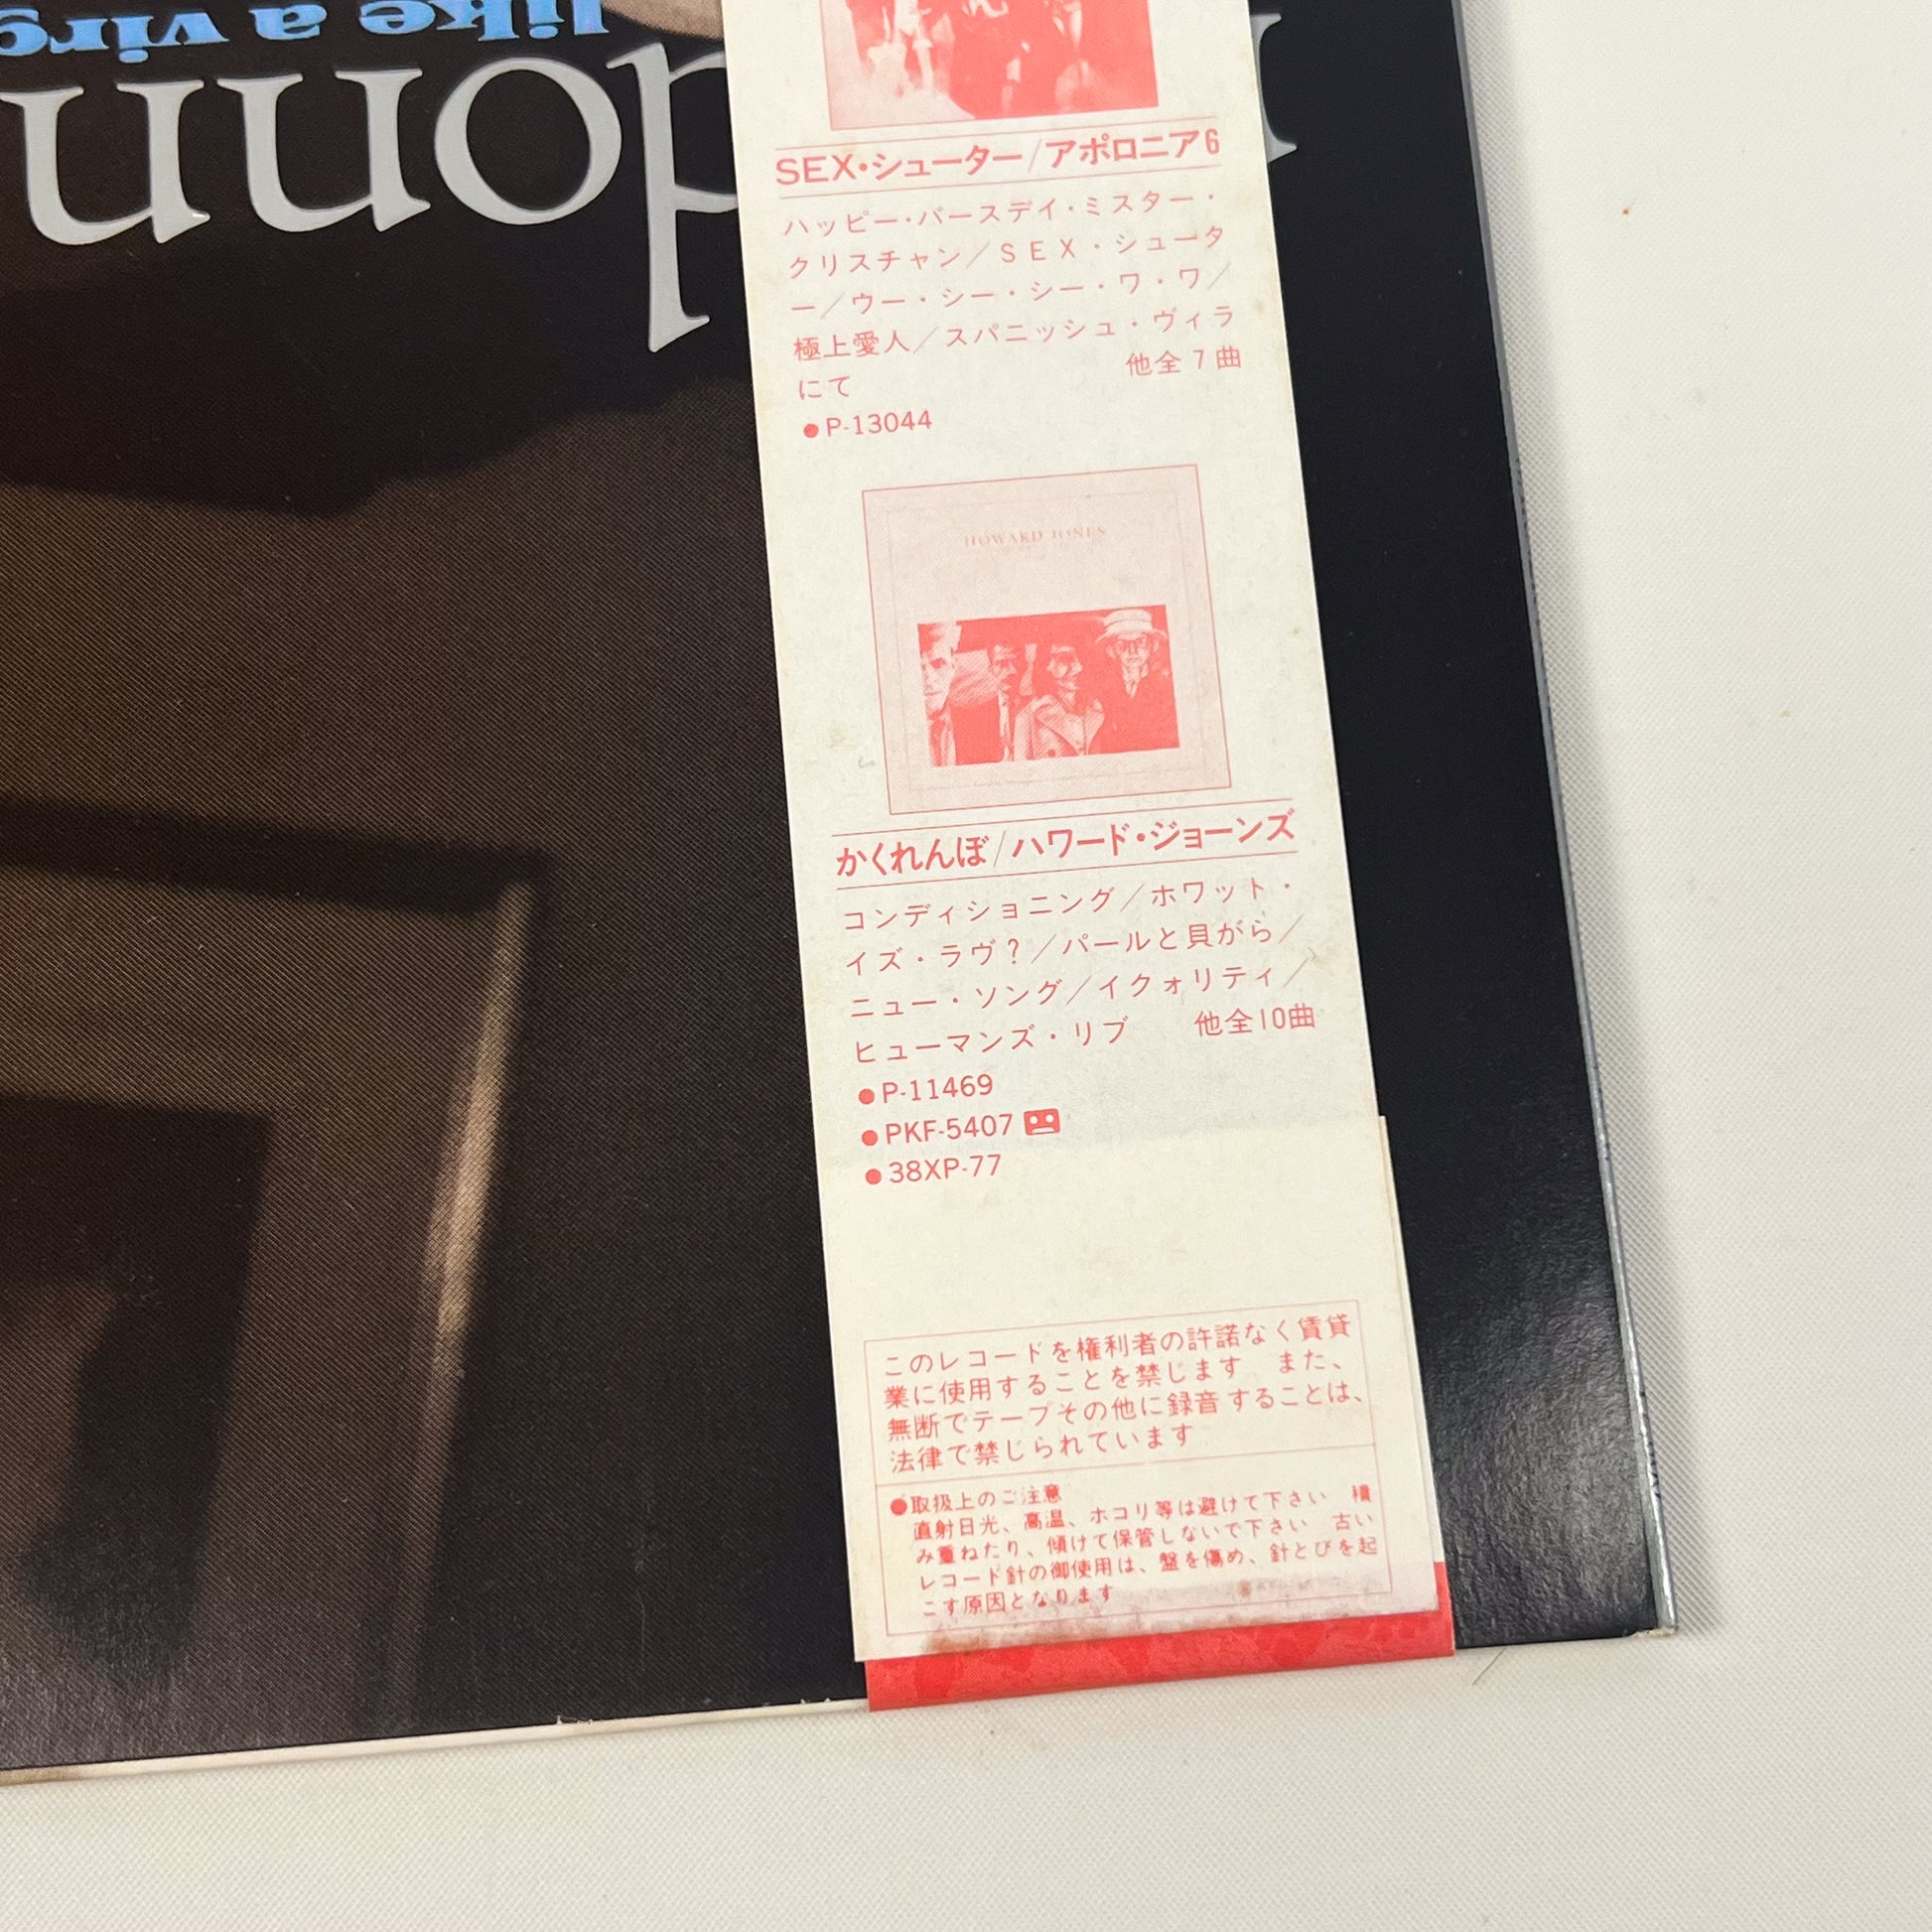 like a virg
donn
SEX・シューター/アポロニア6
ハッピー・バースデイ・ミスター・
クリスチャン/SEX・シュータ
ー/ウー・シー・シー・ワ・ワ/
極上愛人/スパニッシュ・ヴィラ
にて 他全7曲
●P-13044
HOWARD JONES
かくれんぼ/ハワード・ジョーンズ
コンディショニング/ホワット・
イズ・ラヴ?/パールと貝がら/
ニュー・ソング/イクォリティ/
ヒューマンズ・リブ 他全10曲
●P-11469
●PKF-5407
●38XP-77
このレコードを権利者の許諾なく賃貸
業に使用することを禁じます また、
無断でテープその他に録音することは、
法律で禁じられています
●取扱上のご注意
直射日光、高温、ホコリ等は避けて下さい 積
み重ねたり、傾けて保管しないで下さい 古い
レコード針の御使用は、盤を傷め、針とびを起
こす原因となります